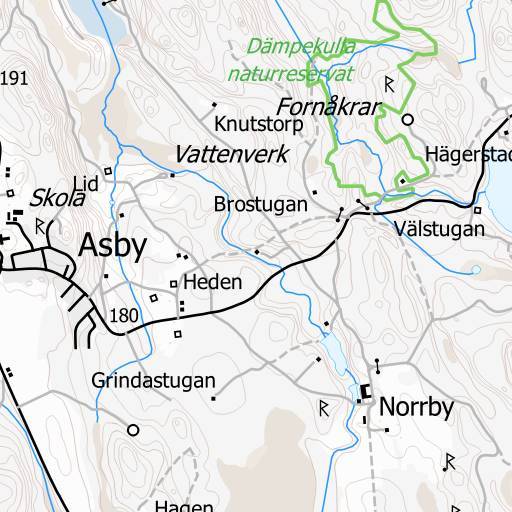 Dämpekulla
naturreservat
191
Fornåkrar
Knutstorp
Vattenverk
Hägerstad
Lid
Skola
Brostugan
Välstugan
Asby
Heden
180
Grindastugan
Norrby
Hagen